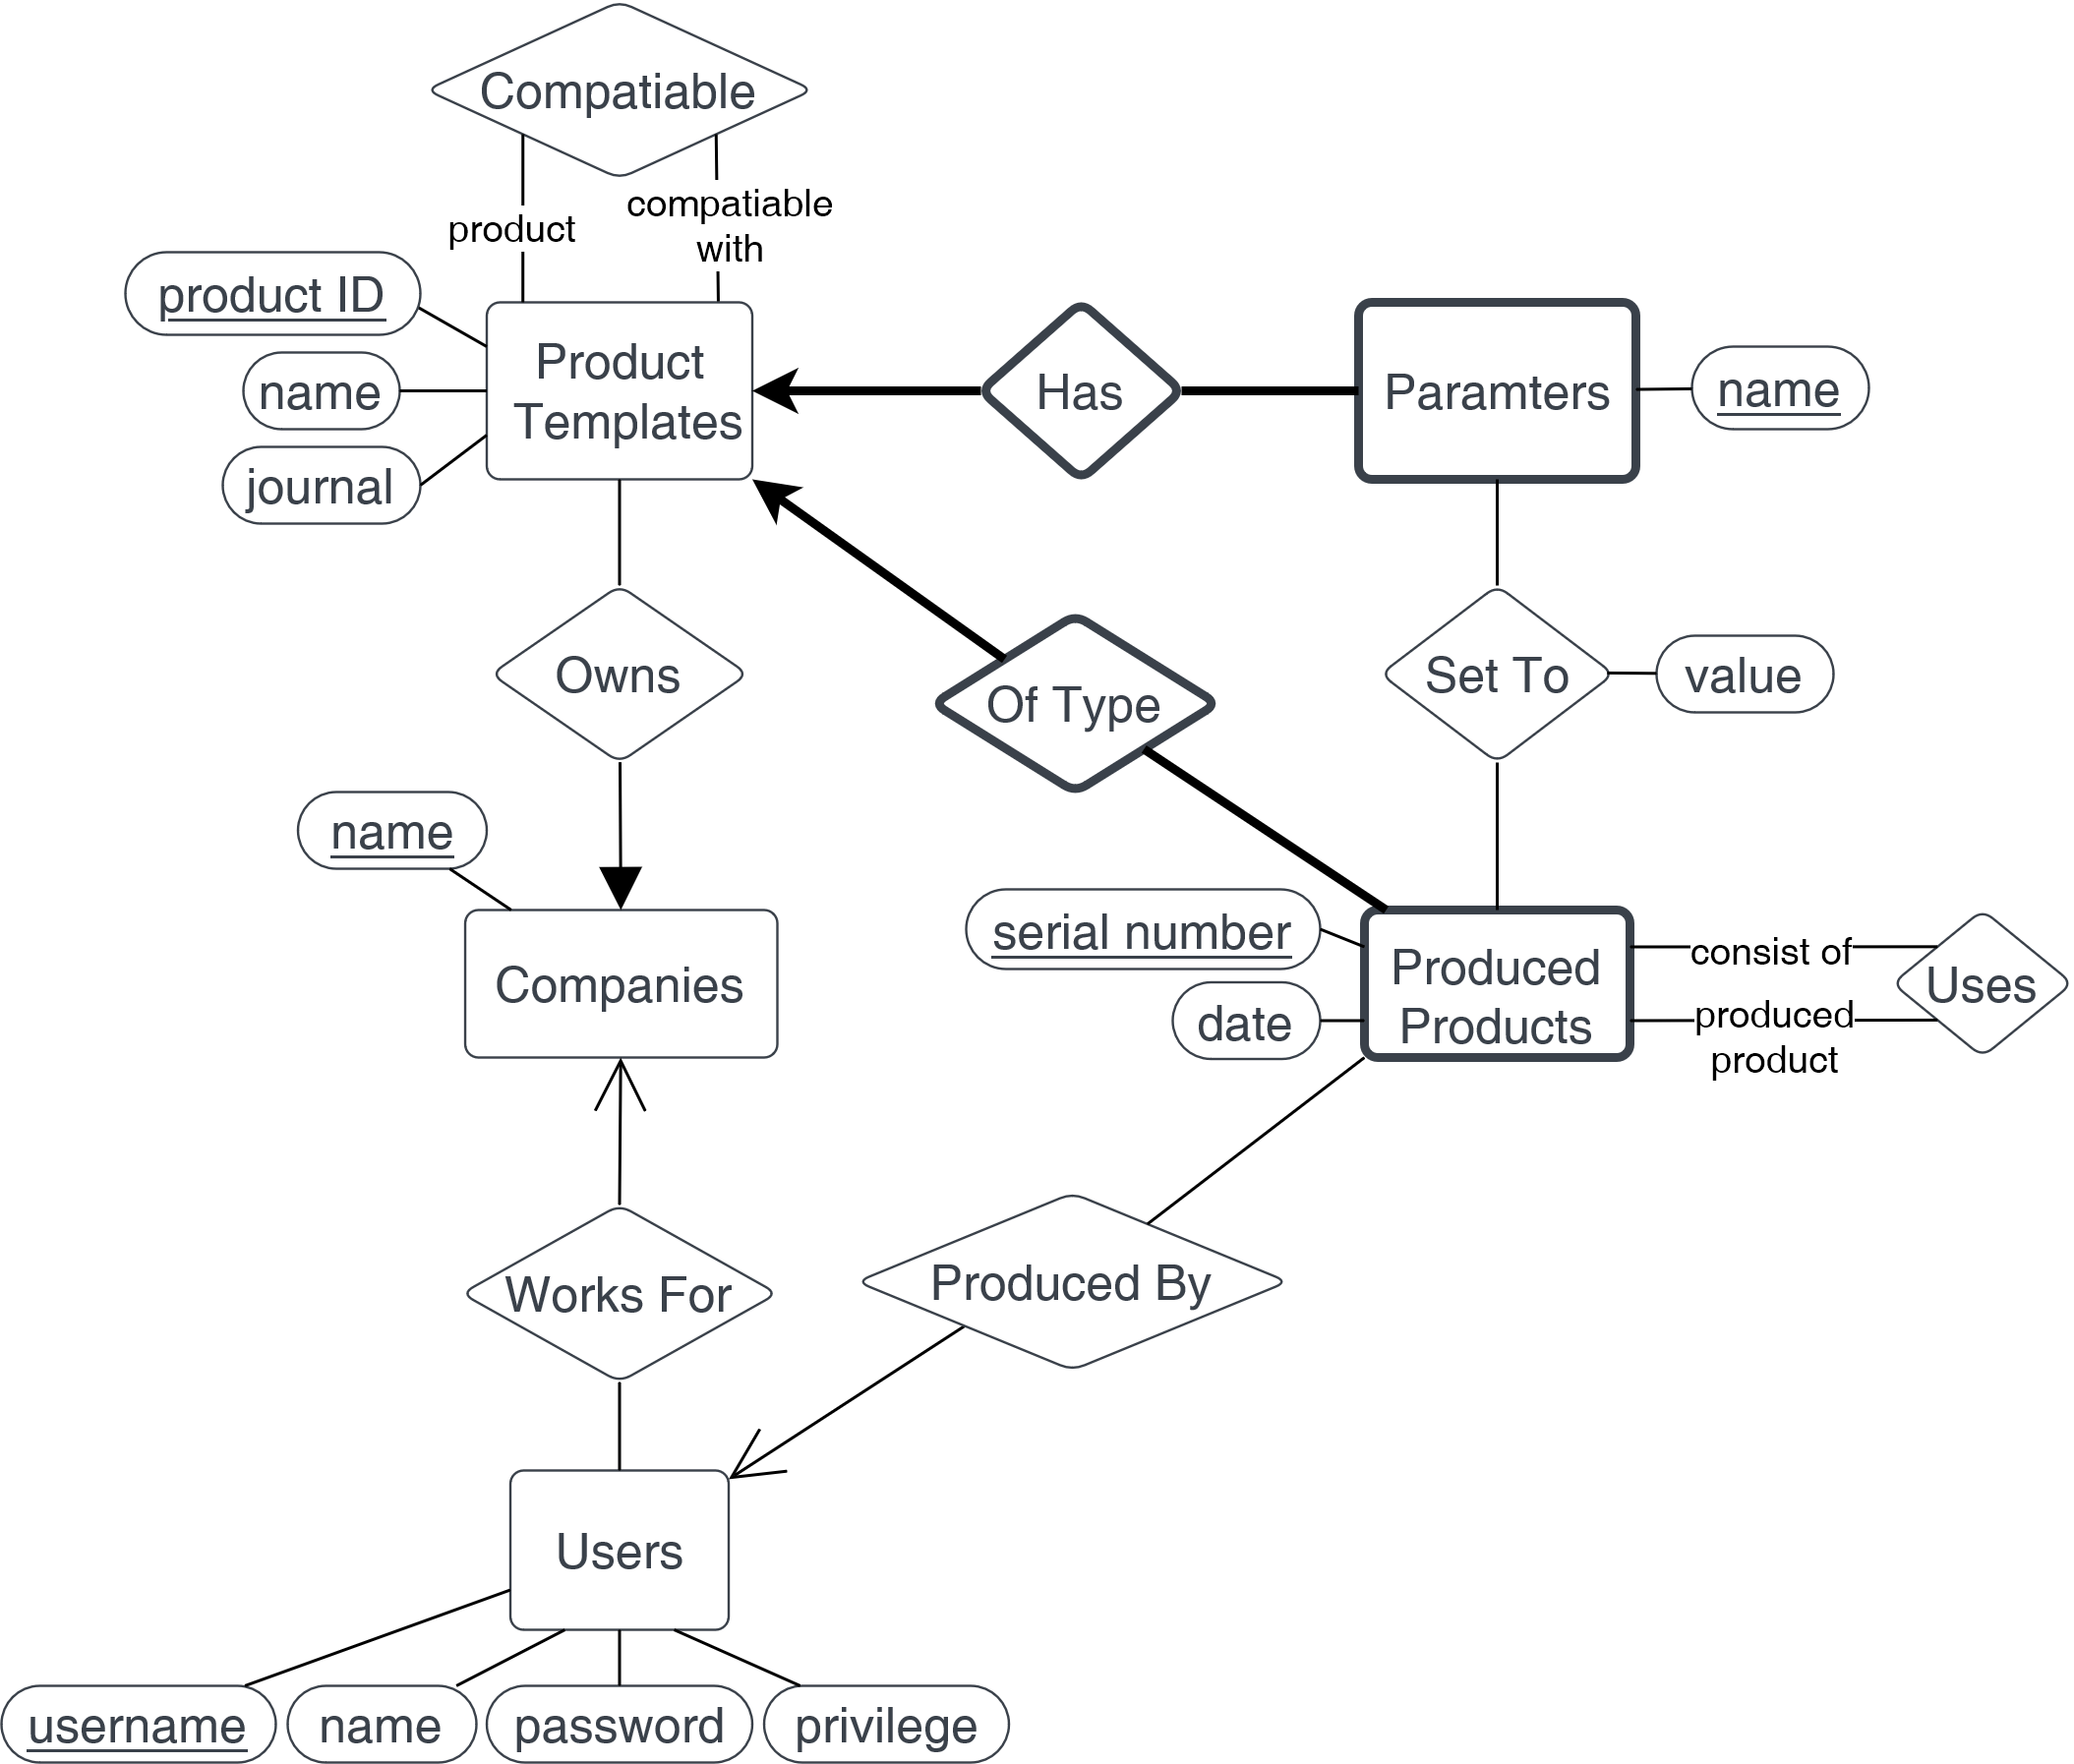 Compatiable
product
compatiable
with
product ID
name
journal
Product
Templates
Has
Paramters
name
Owns
Of Type
Set To
value
name
Companies
serial number
date
Produced
Products
consist of
produced
product
Uses
Works For
Produced By
Users
username
name
password
privilege